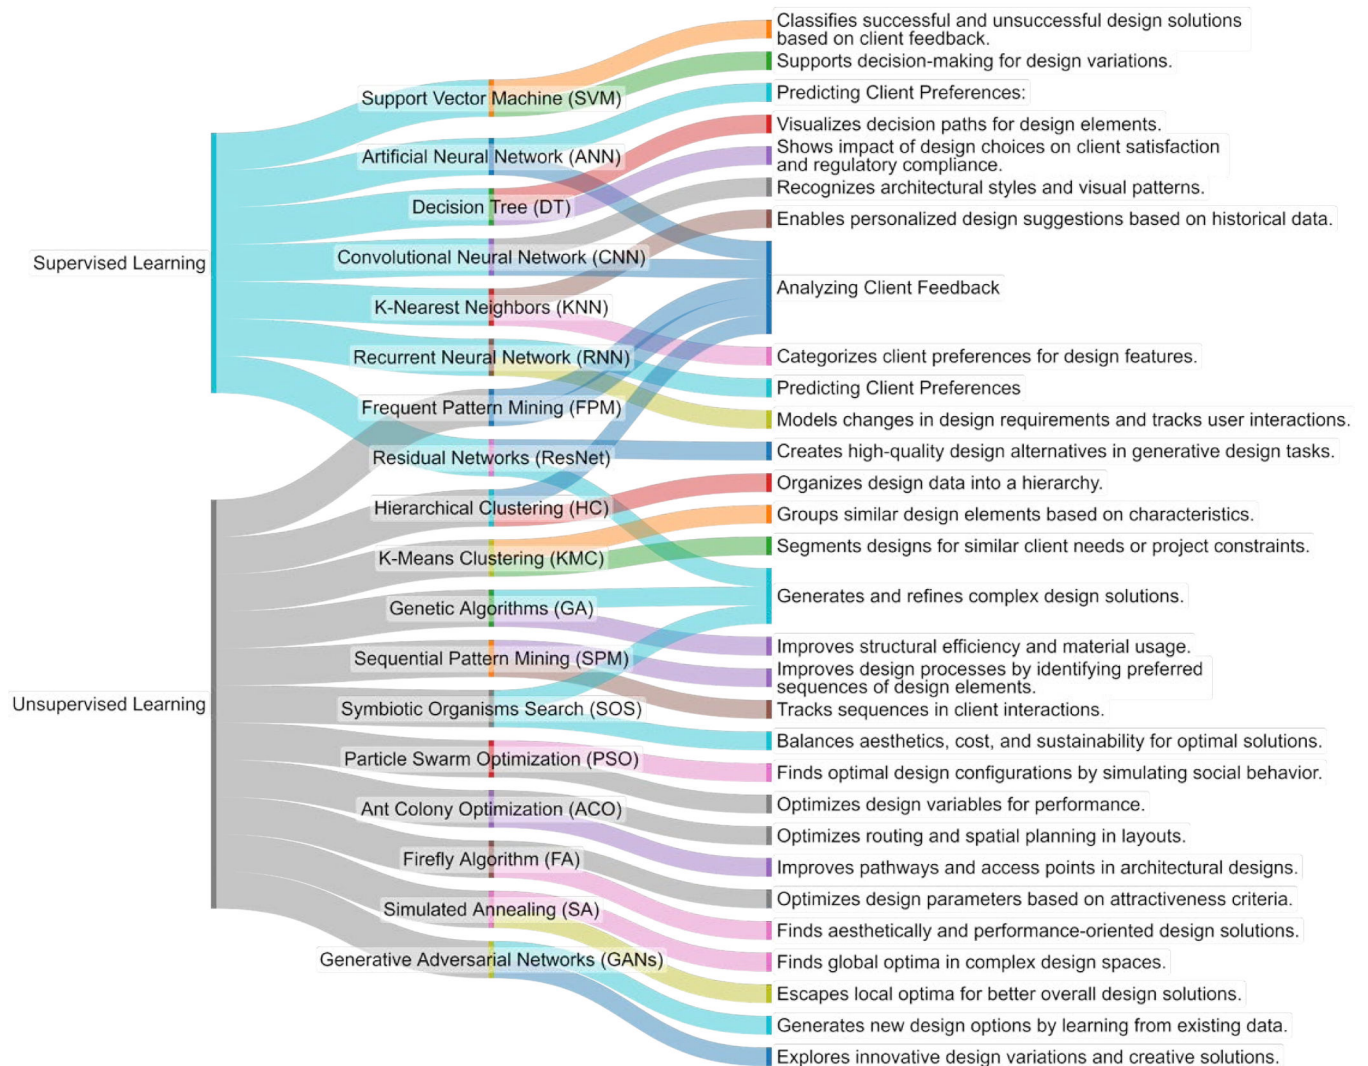 Supervised Learning
Unsupervised Learning
Support Vector Machine (SVM)
Artificial Neural Network (ANN)
Decision Tree (DT)
Convolutional Neural Network (CNN)
K-Nearest Neighbors (KNN)
Recurrent Neural Network (RNN)
Frequent Pattern Mining (FPM)
Residual Networks (ResNet)
Hierarchical Clustering (HC)
K-Means Clustering (KMC)
Genetic Algorithms (GA)
Sequential Pattern Mining (SPM)
Symbiotic Organisms Search (SOS)
Particle Swarm Optimization (PSO)
Ant Colony Optimization (ACO)
Firefly Algorithm (FA)
Simulated Annealing (SA)
Generative Adversarial Networks (GANs)
Classifies successful and unsuccessful design solutions
based on client feedback.
Supports decision-making for design variations.
Predicting Client Preferences:
Visualizes decision paths for design elements.
Shows impact of design choices on client satisfaction
and regulatory compliance.
Recognizes architectural styles and visual patterns.
Enables personalized design suggestions based on historical data.
Analyzing Client Feedback
Categorizes client preferences for design features.
Predicting Client Preferences
Models changes in design requirements and tracks user interactions.
Creates high-quality design alternatives in generative design tasks.
Organizes design data into a hierarchy.
Groups similar design elements based on characteristics.
Segments designs for similar client needs or project constraints.
Generates and refines complex design solutions.
Improves structural efficiency and material usage.
Improves design processes by identifying preferred
sequences of design elements.
Tracks sequences in client interactions.
Balances aesthetics, cost, and sustainability for optimal solutions.
Finds optimal design configurations by simulating social behavior.
Optimizes design variables for performance.
Optimizes routing and spatial planning in layouts.
Improves pathways and access points in architectural designs.
Optimizes design parameters based on attractiveness criteria.
Finds aesthetically and performance-oriented design solutions.
Finds global optima in complex design spaces.
Escapes local optima for better overall design solutions.
Generates new design options by learning from existing data.
Explores innovative design variations and creative solutions.